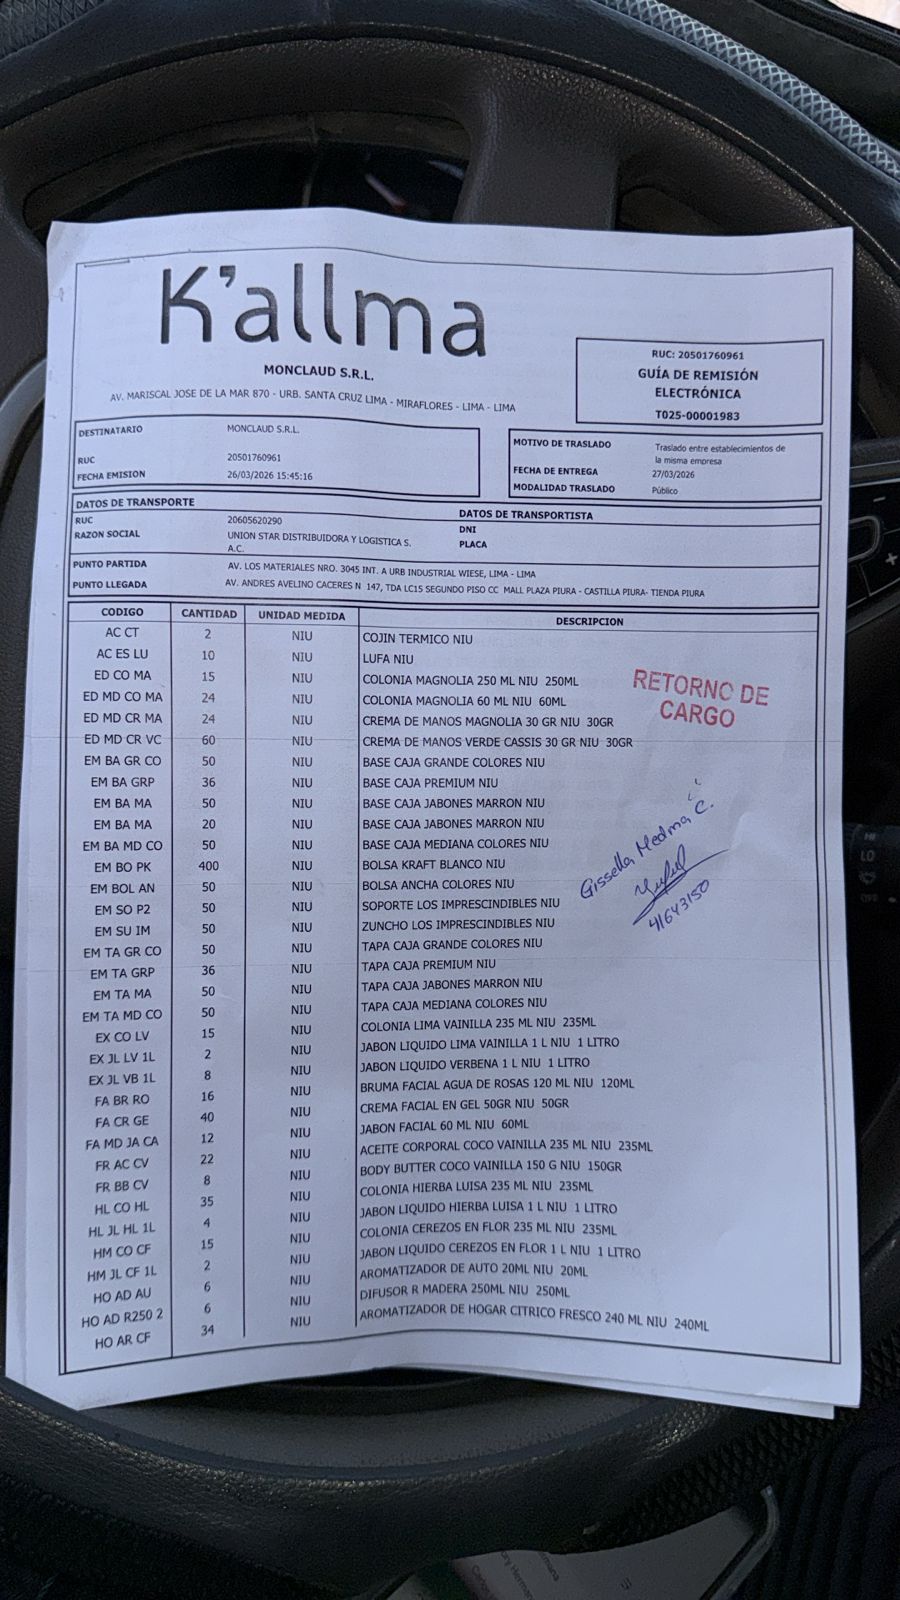 K'allma
MONCLAUD S.R.L.
AV. MARISCAL JOSE DE LA MAR 870 - URB. SANTA CRUZ LIMA - MIRAFLORES - LIMA - LIMA
RUC: 20501760961
GUÍA DE REMISIÓN
ELECTRÓNICA
T025-00001983
DESTINATARIO MONCLAUD S.R.L.
RUC 20501760961
FECHA EMISION 26/03/2026 15:45:16
MOTIVO DE TRASLADO Traslado entre establecimientos de
la misma empresa
FECHA DE ENTREGA 27/03/2026
MODALIDAD TRASLADO Público
DATOS DE TRANSPORTE DATOS DE TRANSPORTISTA
RUC 20605620290 DNI
RAZON SOCIAL UNION STAR DISTRIBUIDORA Y LOGISTICA S. PLACA
A.C.
PUNTO PARTIDA AV. LOS MATERIALES NRO. 3045 INT. A URB INDUSTRIAL WIESE, LIMA - LIMA
PUNTO LLEGADA AV. ANDRES AVELINO CACERES N 147, TDA LC15 SEGUNDO PISO CC MALL PLAZA PIURA - CASTILLA PIURA- TIENDA PIURA
CODIGO CANTIDAD UNIDAD MEDIDA DESCRIPCION
AC CT 2 NIU COJIN TERMICO NIU
AC ES LU 10 NIU LUFA NIU
ED CO MA 15 NIU COLONIA MAGNOLIA 250 ML NIU 250ML
ED MD CO MA 24 NIU COLONIA MAGNOLIA 60 ML NIU 60ML
ED MD CR MA 24 NIU CREMA DE MANOS MAGNOLIA 30 GR NIU 30GR
ED MD CR VC 60 NIU CREMA DE MANOS VERDE CASSIS 30 GR NIU 30GR
EM BA GR CO 50 NIU BASE CAJA GRANDE COLORES NIU
EM BA GRP 36 NIU BASE CAJA PREMIUM NIU
EM BA MA 50 NIU BASE CAJA JABONES MARRON NIU
EM BA MA 20 NIU BASE CAJA JABONES MARRON NIU
EM BA MD CO 50 NIU BASE CAJA MEDIANA COLORES NIU
EM BO PK 400 NIU BOLSA KRAFT BLANCO NIU
EM BOL AN 50 NIU BOLSA ANCHA COLORES NIU
EM SO P2 50 NIU SOPORTE LOS IMPRESCINDIBLES NIU
EM SU IM 50 NIU ZUNCHO LOS IMPRESCINDIBLES NIU
EM TA GR CO 50 NIU TAPA CAJA GRANDE COLORES NIU
EM TA GRP 36 NIU TAPA CAJA PREMIUM NIU
EM TA MA 50 NIU TAPA CAJA JABONES MARRON NIU
EM TA MD CO 50 NIU TAPA CAJA MEDIANA COLORES NIU
EX CO LV 15 NIU COLONIA LIMA VAINILLA 235 ML NIU 235ML
EX JL LV 1L 2 NIU JABON LIQUIDO LIMA VAINILLA 1 L NIU 1 LITRO
EX JL VB 1L 8 NIU JABON LIQUIDO VERBENA 1 L NIU 1 LITRO
FA BR RO 16 NIU BRUMA FACIAL AGUA DE ROSAS 120 ML NIU 120ML
FA CR GE 40 NIU CREMA FACIAL EN GEL 50GR NIU 50GR
FA MD JA CA 12 NIU JABON FACIAL 60 ML NIU 60ML
FR AC CV 22 NIU ACEITE CORPORAL COCO VAINILLA 235 ML NIU 235ML
FR BB CV 8 NIU BODY BUTTER COCO VAINILLA 150 G NIU 150GR
HL CO HL 35 NIU COLONIA HIERBA LUISA 235 ML NIU 235ML
HL JL HL 1L 4 NIU JABON LIQUIDO HIERBA LUISA 1 L NIU 1 LITRO
HM CO CF 15 NIU COLONIA CEREZOS EN FLOR 235 ML NIU 235ML
HM JL CF 1L 2 NIU JABON LIQUIDO CEREZOS EN FLOR 1 L NIU 1 LITRO
HO AD AU 6 NIU AROMATIZADOR DE AUTO 20ML NIU 20ML
HO AD R250 2 6 NIU DIFUSOR R MADERA 250ML NIU 250ML
HO AR CF 34 NIU AROMATIZADOR DE HOGAR CITRICO FRESCO 240 ML NIU 240ML
RETORNO DE
CARGO
Gissella Medina C.
41643150
HI
LO